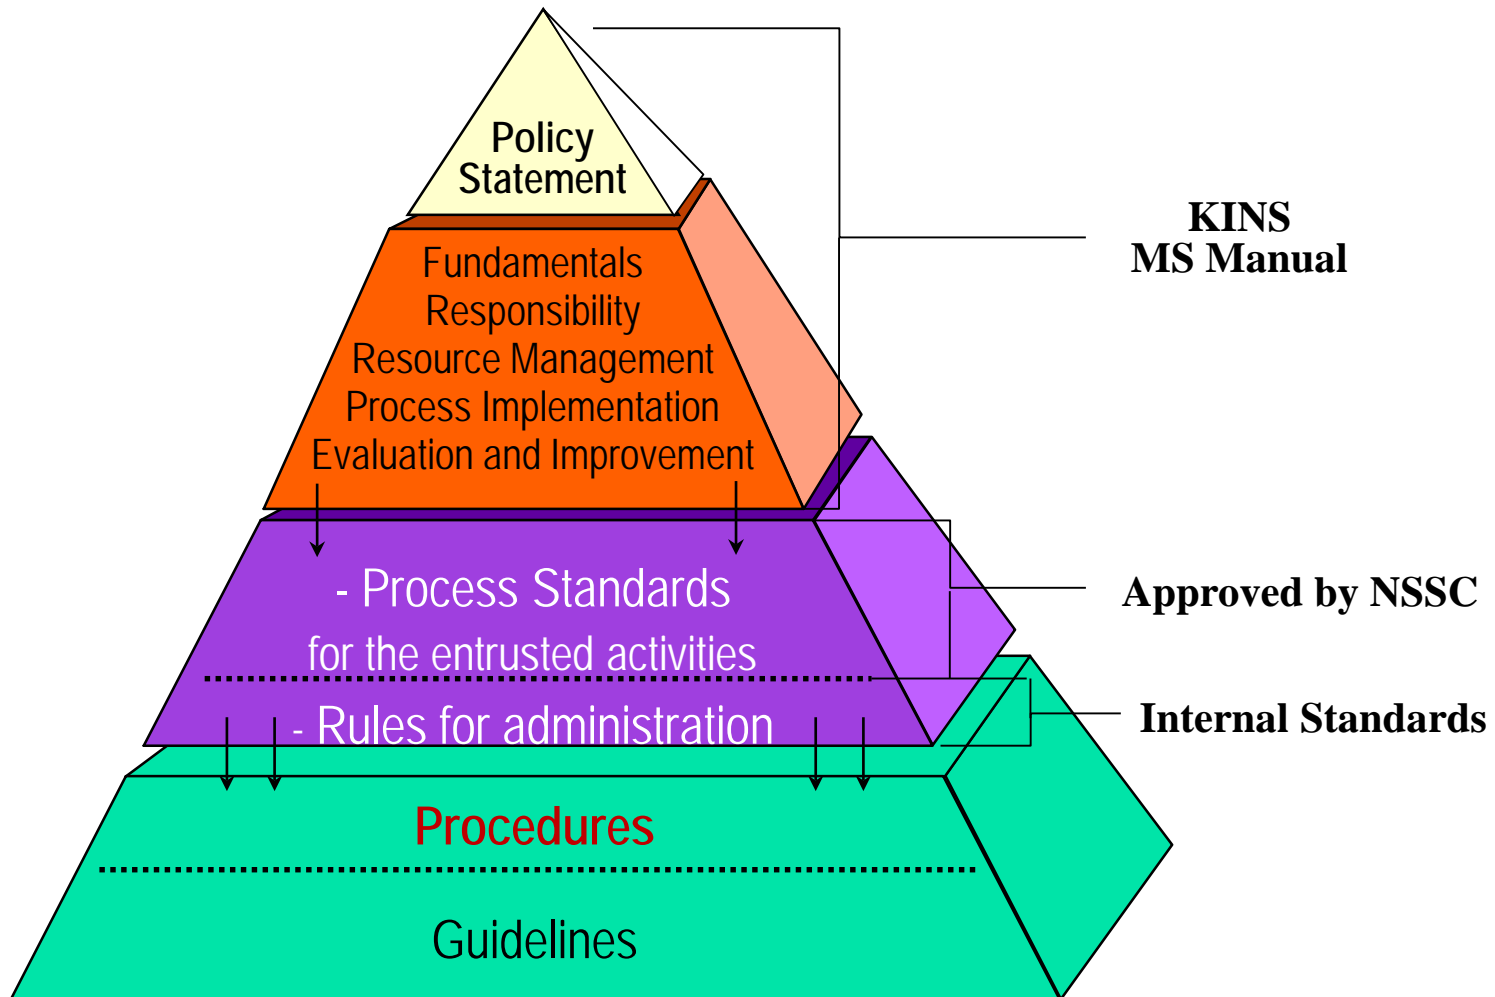 Policy
Statement
KINS
MS Manual
Fundamentals
Responsibility
Resource Management
Process Implementation
Evaluation and Improvement
- Process Standards
for the entrusted activities
Approved by NSSC
- Rules for administration
Internal Standards
Procedures
Guidelines